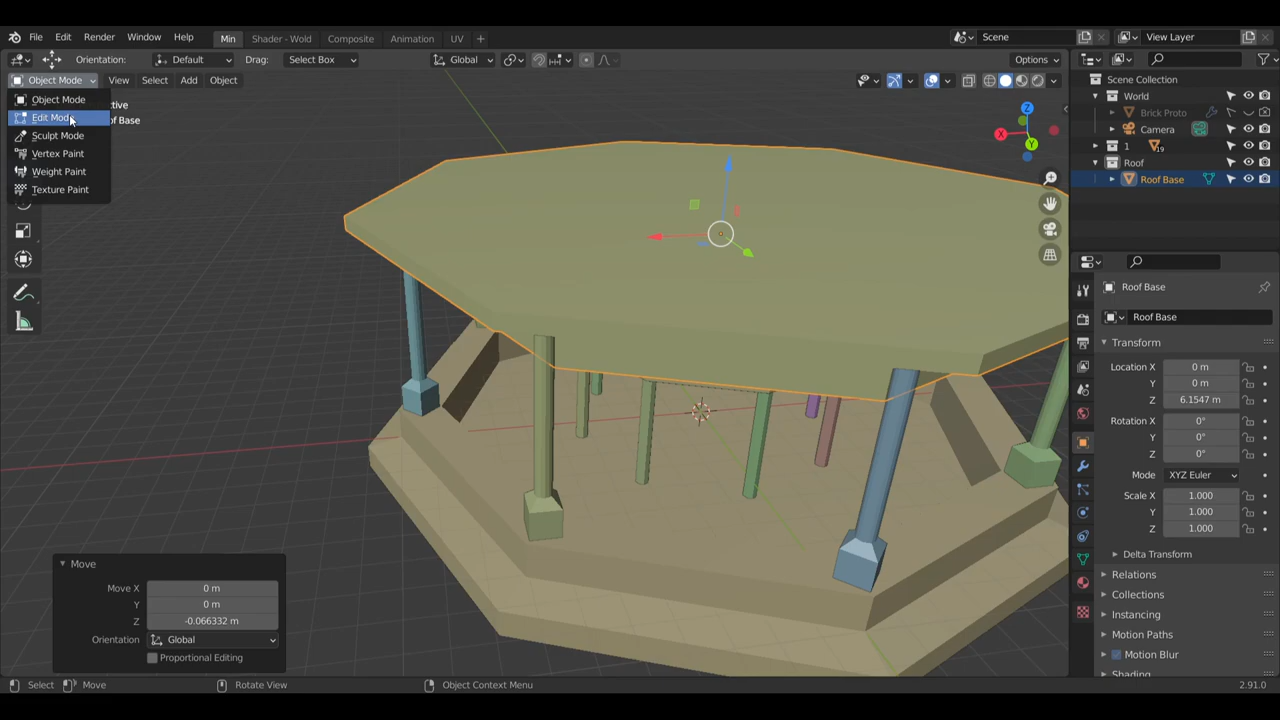 File Edit Render Window Help Min Shader - Wold Composite Animation UV + Scene View Layer
Orientation: Default Drag: Select Box Global Options
Object Mode View Select Add Object
Object Mode
Edit Mod
Sculpt Mode
Vertex Paint
Weight Paint
Texture Paint
ctive
of Base
Z
X
Y
Scene Collection
World
Brick Proto
Camera
1 19
Roof
Roof Base
Roof Base
Roof Base
Transform
Location X 0 m
Y 0 m
Z 6.1547 m
Rotation X 0°
Y 0°
Z 0°
Mode XYZ Euler
Scale X 1.000
Y 1.000
Z 1.000
Delta Transform
Relations
Collections
Instancing
Motion Paths
Motion Blur
Shading
Move
Move X 0 m
Y 0 m
Z -0.066332 m
Orientation Global
Proportional Editing
Select Move Rotate View Object Context Menu 2.91.0